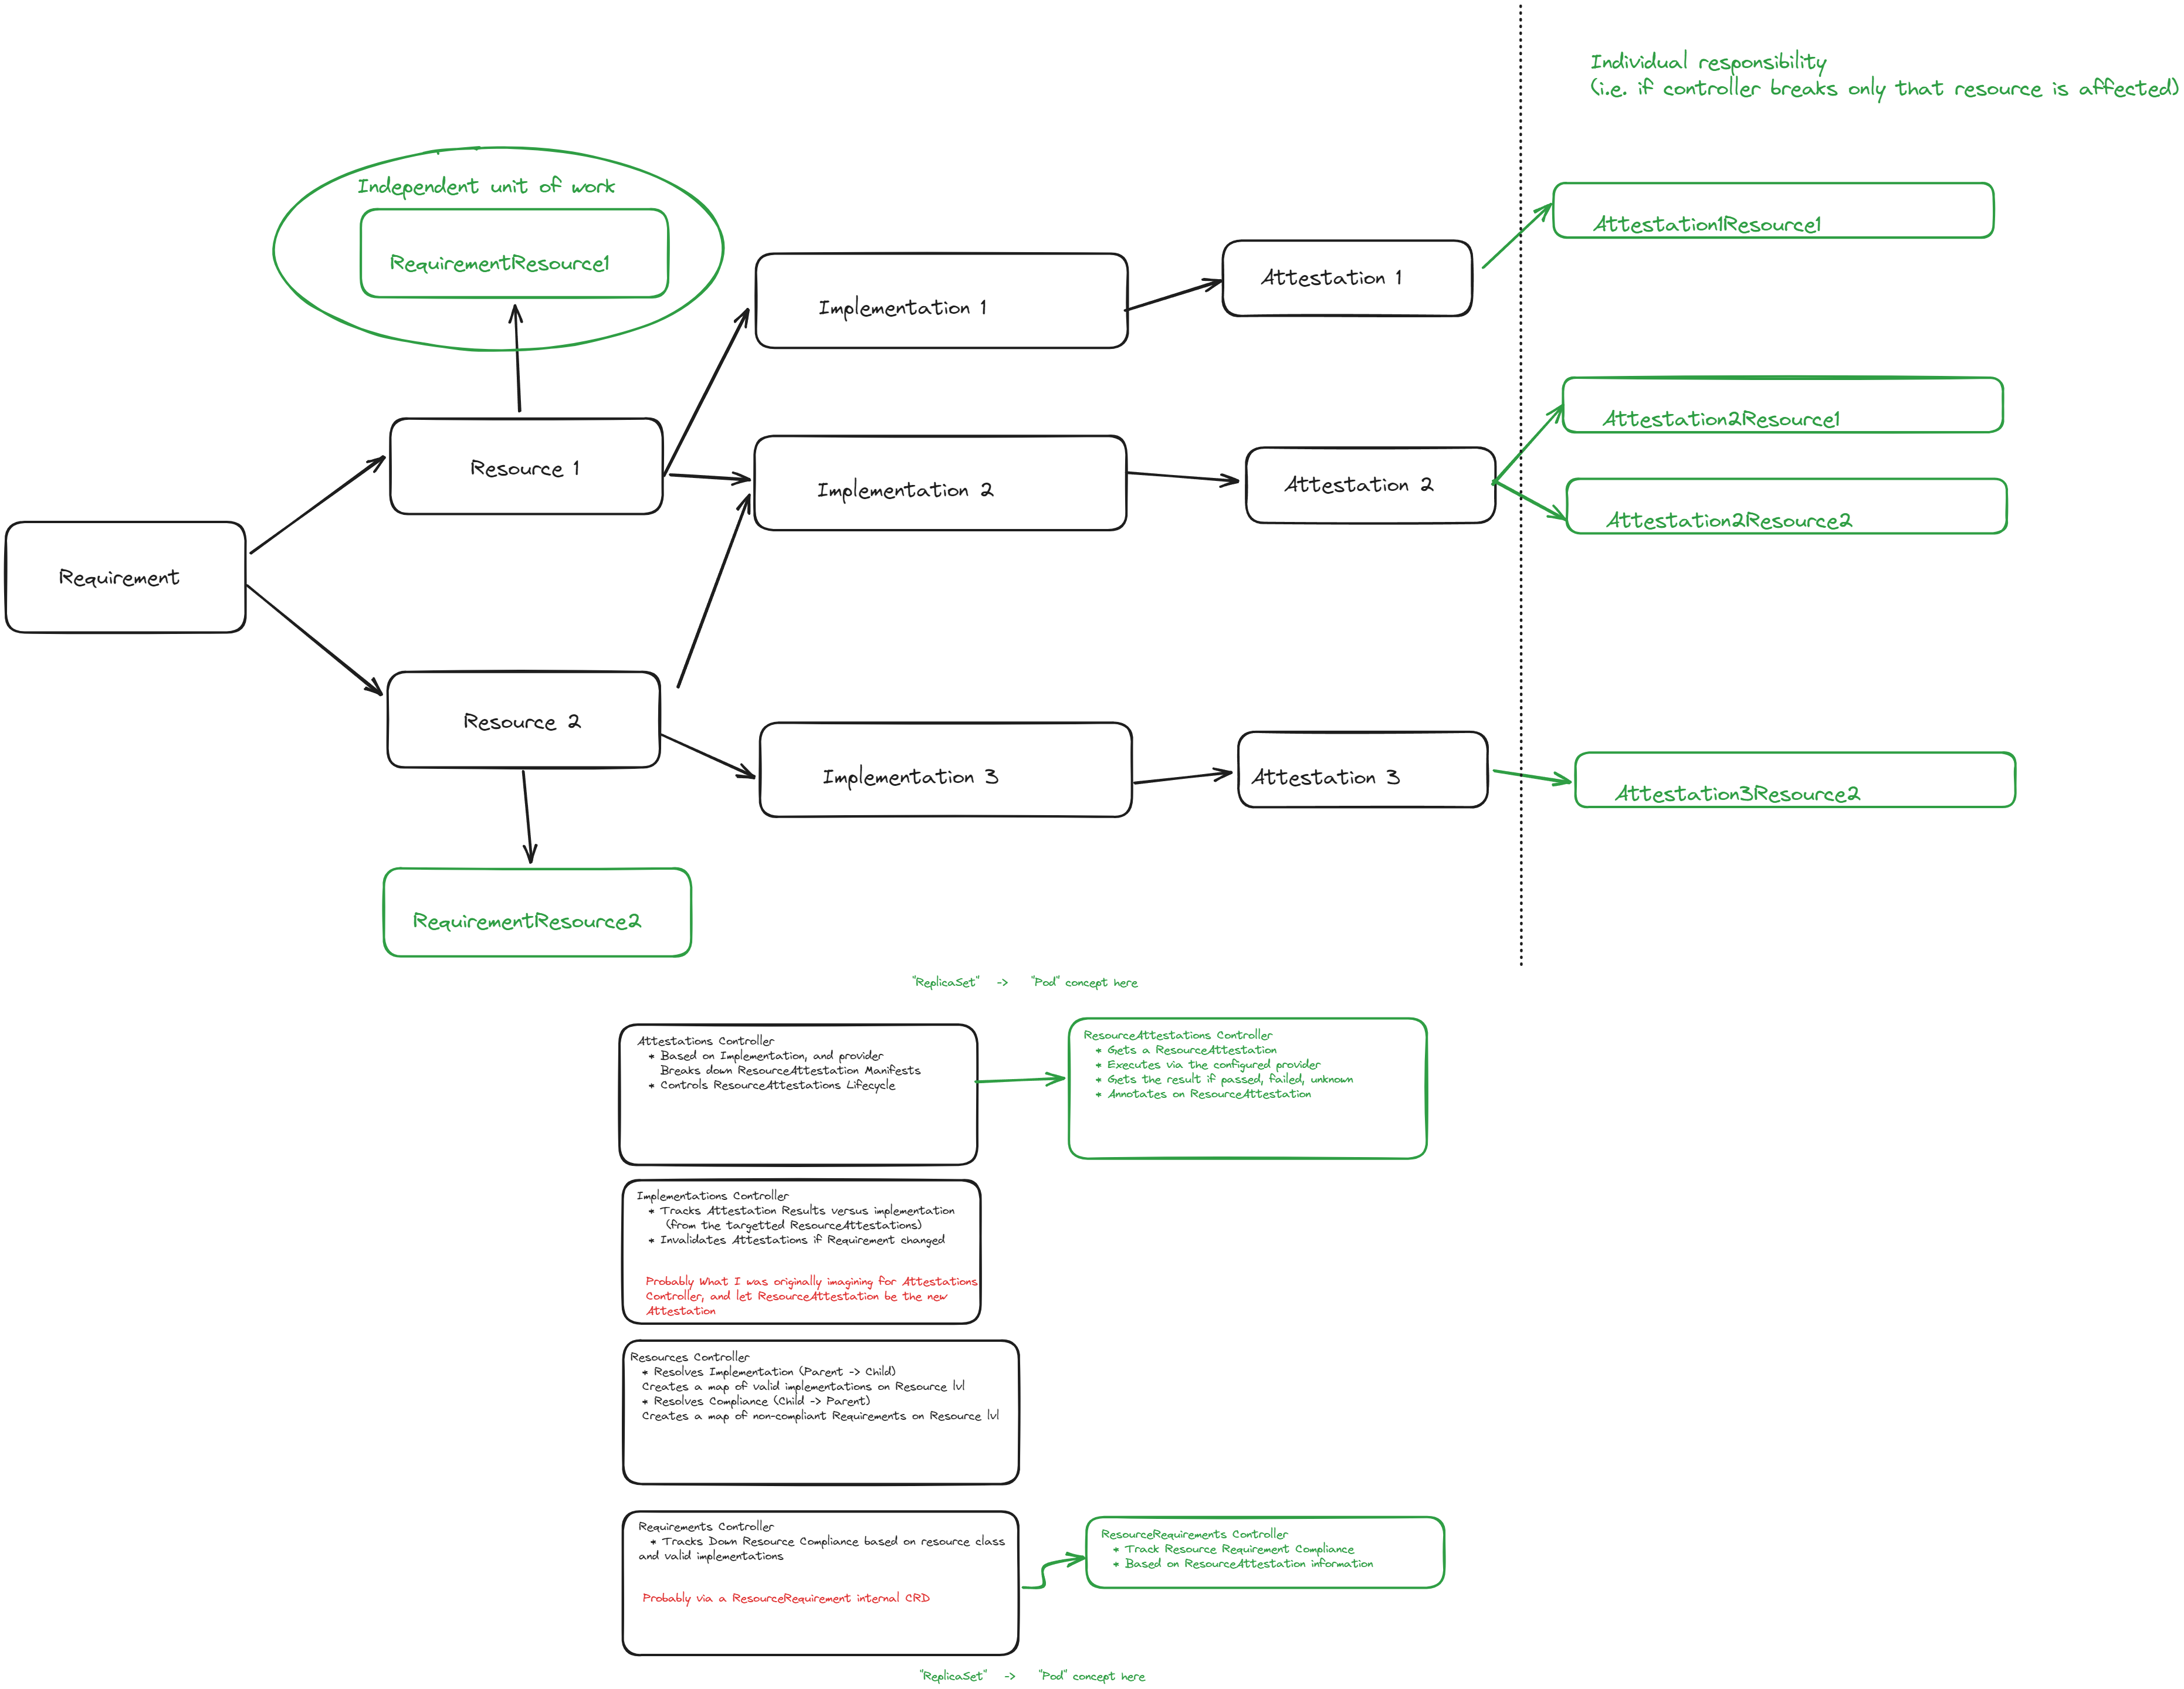 Individual responsibility
(i.e. if controller breaks only that resource is affected)
Independent unit of work
RequirementResource1
Attestation1Resource1
Implementation 1
Attestation 1
Resource 1
Implementation 2
Attestation 2
Attestation2Resource1
Attestation2Resource2
Requirement
Resource 2
Implementation 3
Attestation 3
Attestation3Resource2
RequirementResource2
"ReplicaSet" -> "Pod" concept here
Attestations Controller
* Based on Implementation, and provider
Breaks down ResourceAttestation Manifests
* Controls ResourceAttestations Lifecycle
ResourceAttestations Controller
* Gets a ResourceAttestation
* Executes via the configured provider
* Gets the result if passed, failed, unknown
* Annotates on ResourceAttestation
Implementations Controller
* Tracks Attestation Results versus implementation
(from the targetted ResourceAttestations)
* Invalidates Attestations if Requirement changed
Probably What I was originally imagining for Attestations
Controller, and let ResourceAttestation be the new
Attestation
Resources Controller
* Resolves Implementation (Parent -> Child)
Creates a map of valid implementations on Resource lvl
* Resolves Compliance (Child -> Parent)
Creates a map of non-compliant Requirements on Resource lvl
Requirements Controller
* Tracks Down Resource Compliance based on resource class
and valid implementations
Probably via a ResourceRequirement internal CRD
ResourceRequirements Controller
* Track Resource Requirement Compliance
* Based on ResourceAttestation information
"ReplicaSet" -> "Pod" concept here